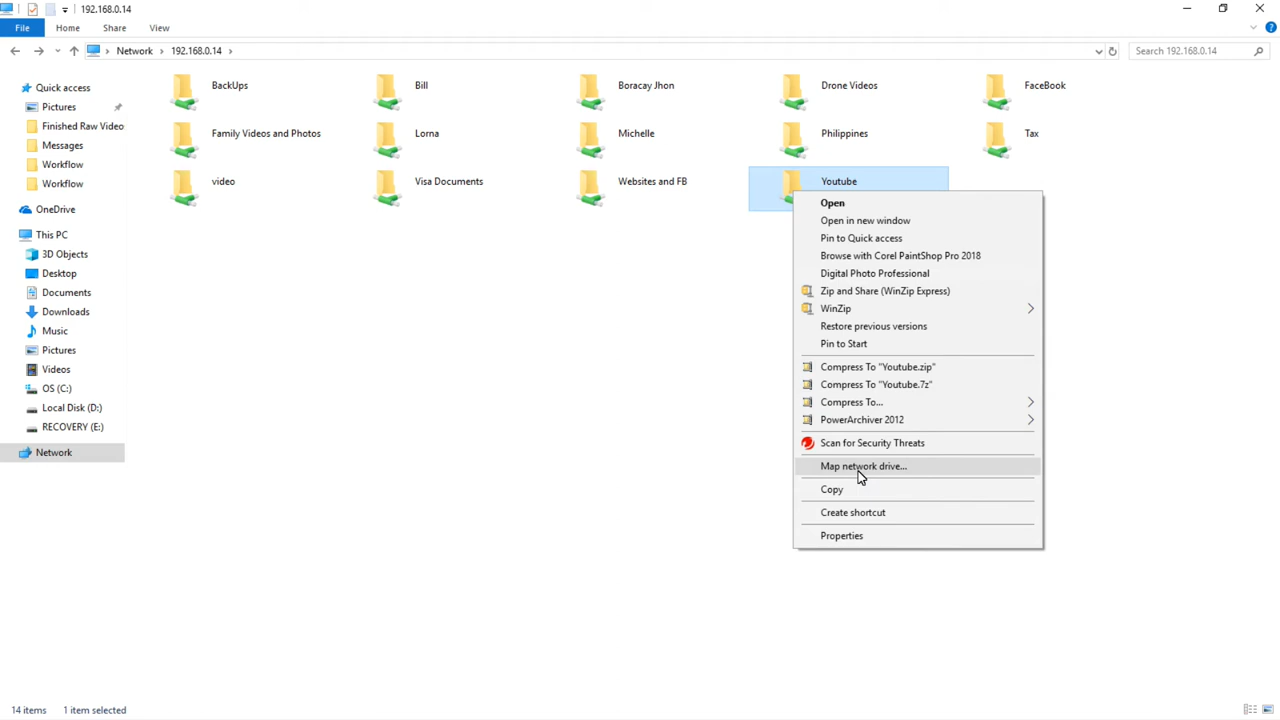 192.168.0.14
File Home Share View
Network 192.168.0.14
Search 192.168.0.14
Quick access
Pictures
Finished Raw Video
Messages
Workflow
Workflow
OneDrive
This PC
3D Objects
Desktop
Documents
Downloads
Music
Pictures
Videos
OS (C:)
Local Disk (D:)
RECOVERY (E:)
Network
BackUps Bill Boracay Jhon Drone Videos FaceBook
Family Videos and Photos Lorna Michelle Philippines Tax
video Visa Documents Websites and FB Youtube
Open
Open in new window
Pin to Quick access
Browse with Corel PaintShop Pro 2018
Digital Photo Professional
Zip and Share (WinZip Express)
WinZip
Restore previous versions
Pin to Start
Compress To "Youtube.zip"
Compress To "Youtube.7z"
Compress To...
PowerArchiver 2012
Scan for Security Threats
Map network drive...
Copy
Create shortcut
Properties
14 items 1 item selected